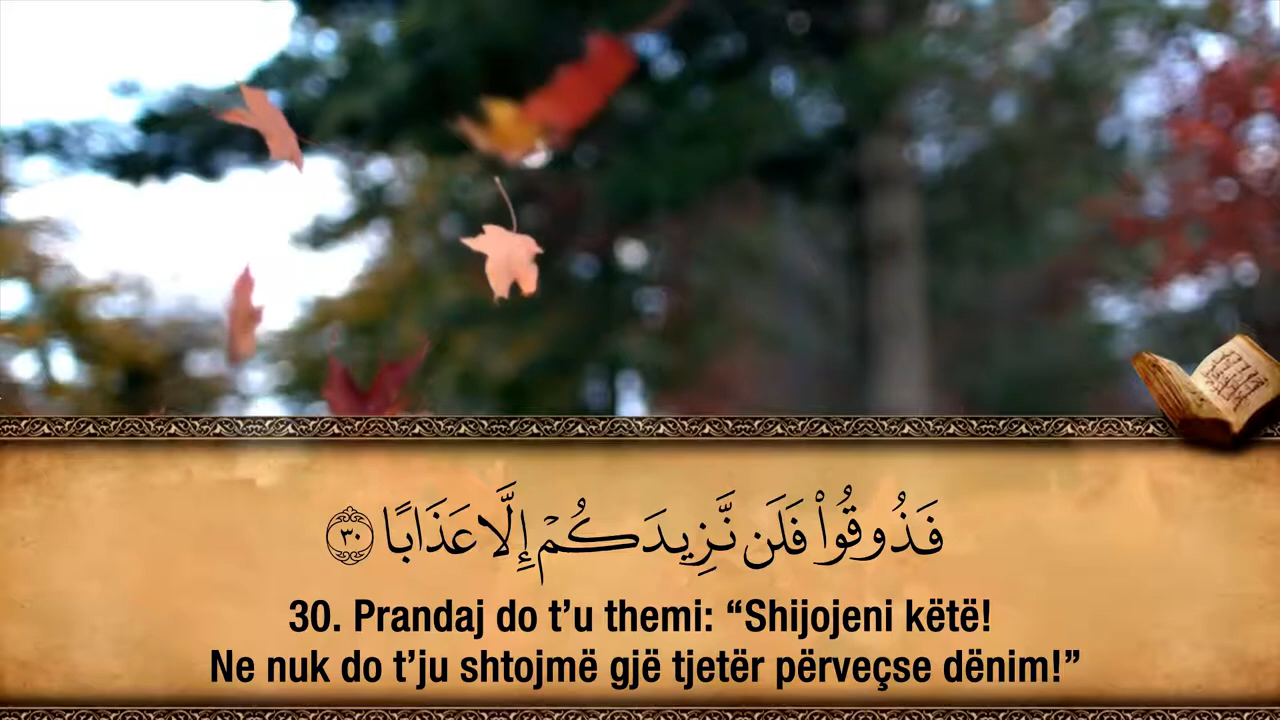 فَذُوقُوا۟ فَلَن نَّزِيدَكُمْ إِلَّا عَذَابًا ٣٠
30. Prandaj do t’u themi: “Shijojeni këtë!
Ne nuk do t’ju shtojmë gjë tjetër përveçse dënim!”